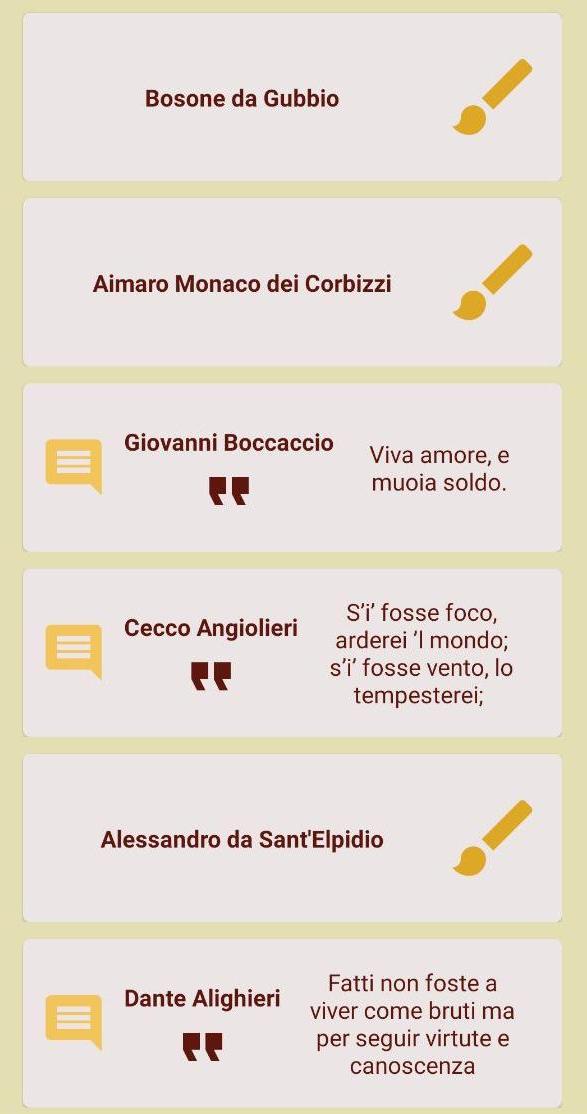 Bosone da Gubbio
Aimaro Monaco dei Corbizzi
Giovanni Boccaccio
Viva amore, e
muoia soldo.
Cecco Angiolieri
S’i’ fosse foco,
arderei ’l mondo;
s’i’ fosse vento, lo
tempesterei;
Alessandro da Sant'Elpidio
Dante Alighieri
Fatti non foste a
viver come bruti ma
per seguir virtute e
canoscenza